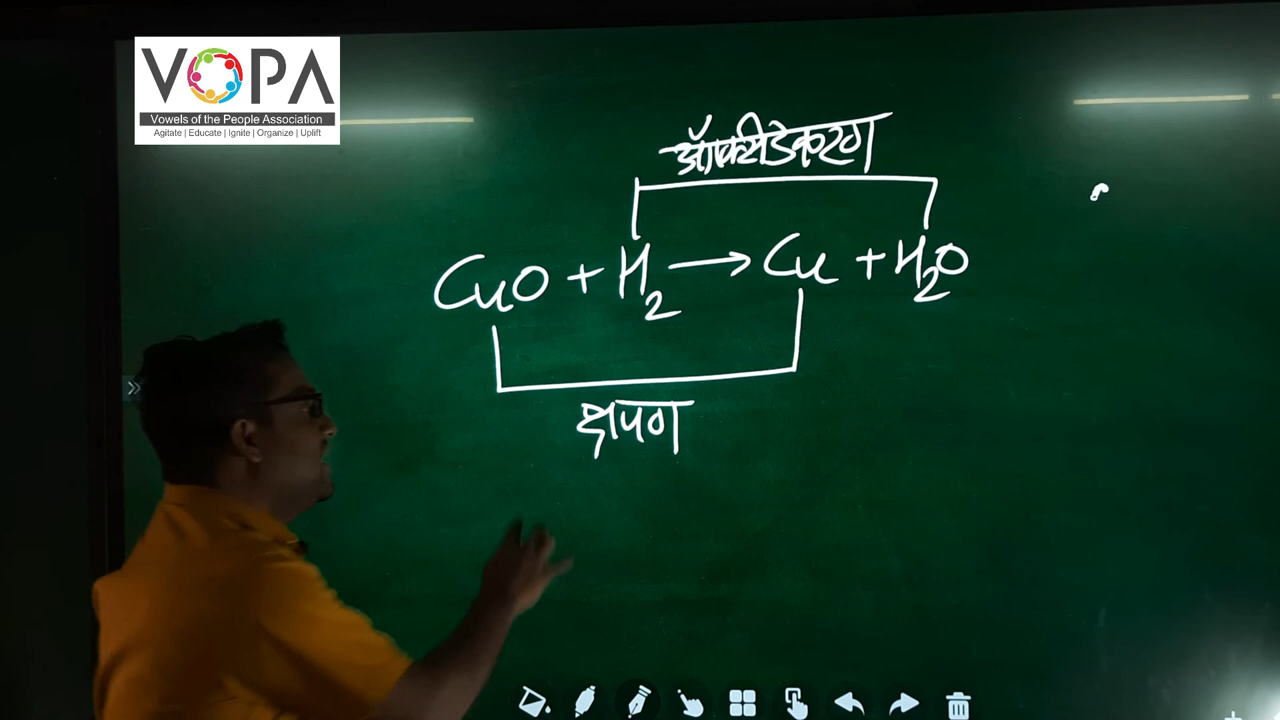 VOPA
Vowels of the People Association
Agitate | Educate | Ignite | Organize | Uplift
ऑक्सीडीकरण
CuO + H₂ → Cu + H₂O
क्षपण